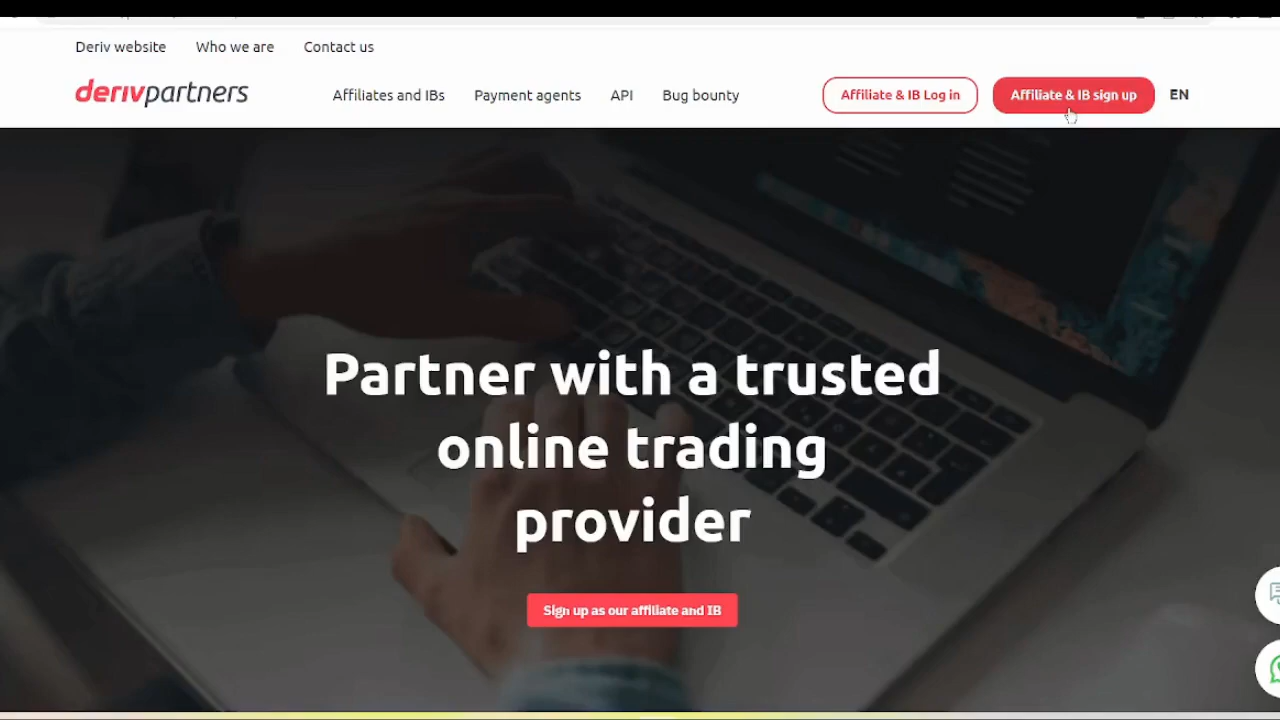 Deriv website Who we are Contact us
derivpartners Affiliates and IBs Payment agents API Bug bounty Affiliate & IB Log in Affiliate & IB sign up EN
Partner with a trusted
online trading
provider
Sign up as our affiliate and IB